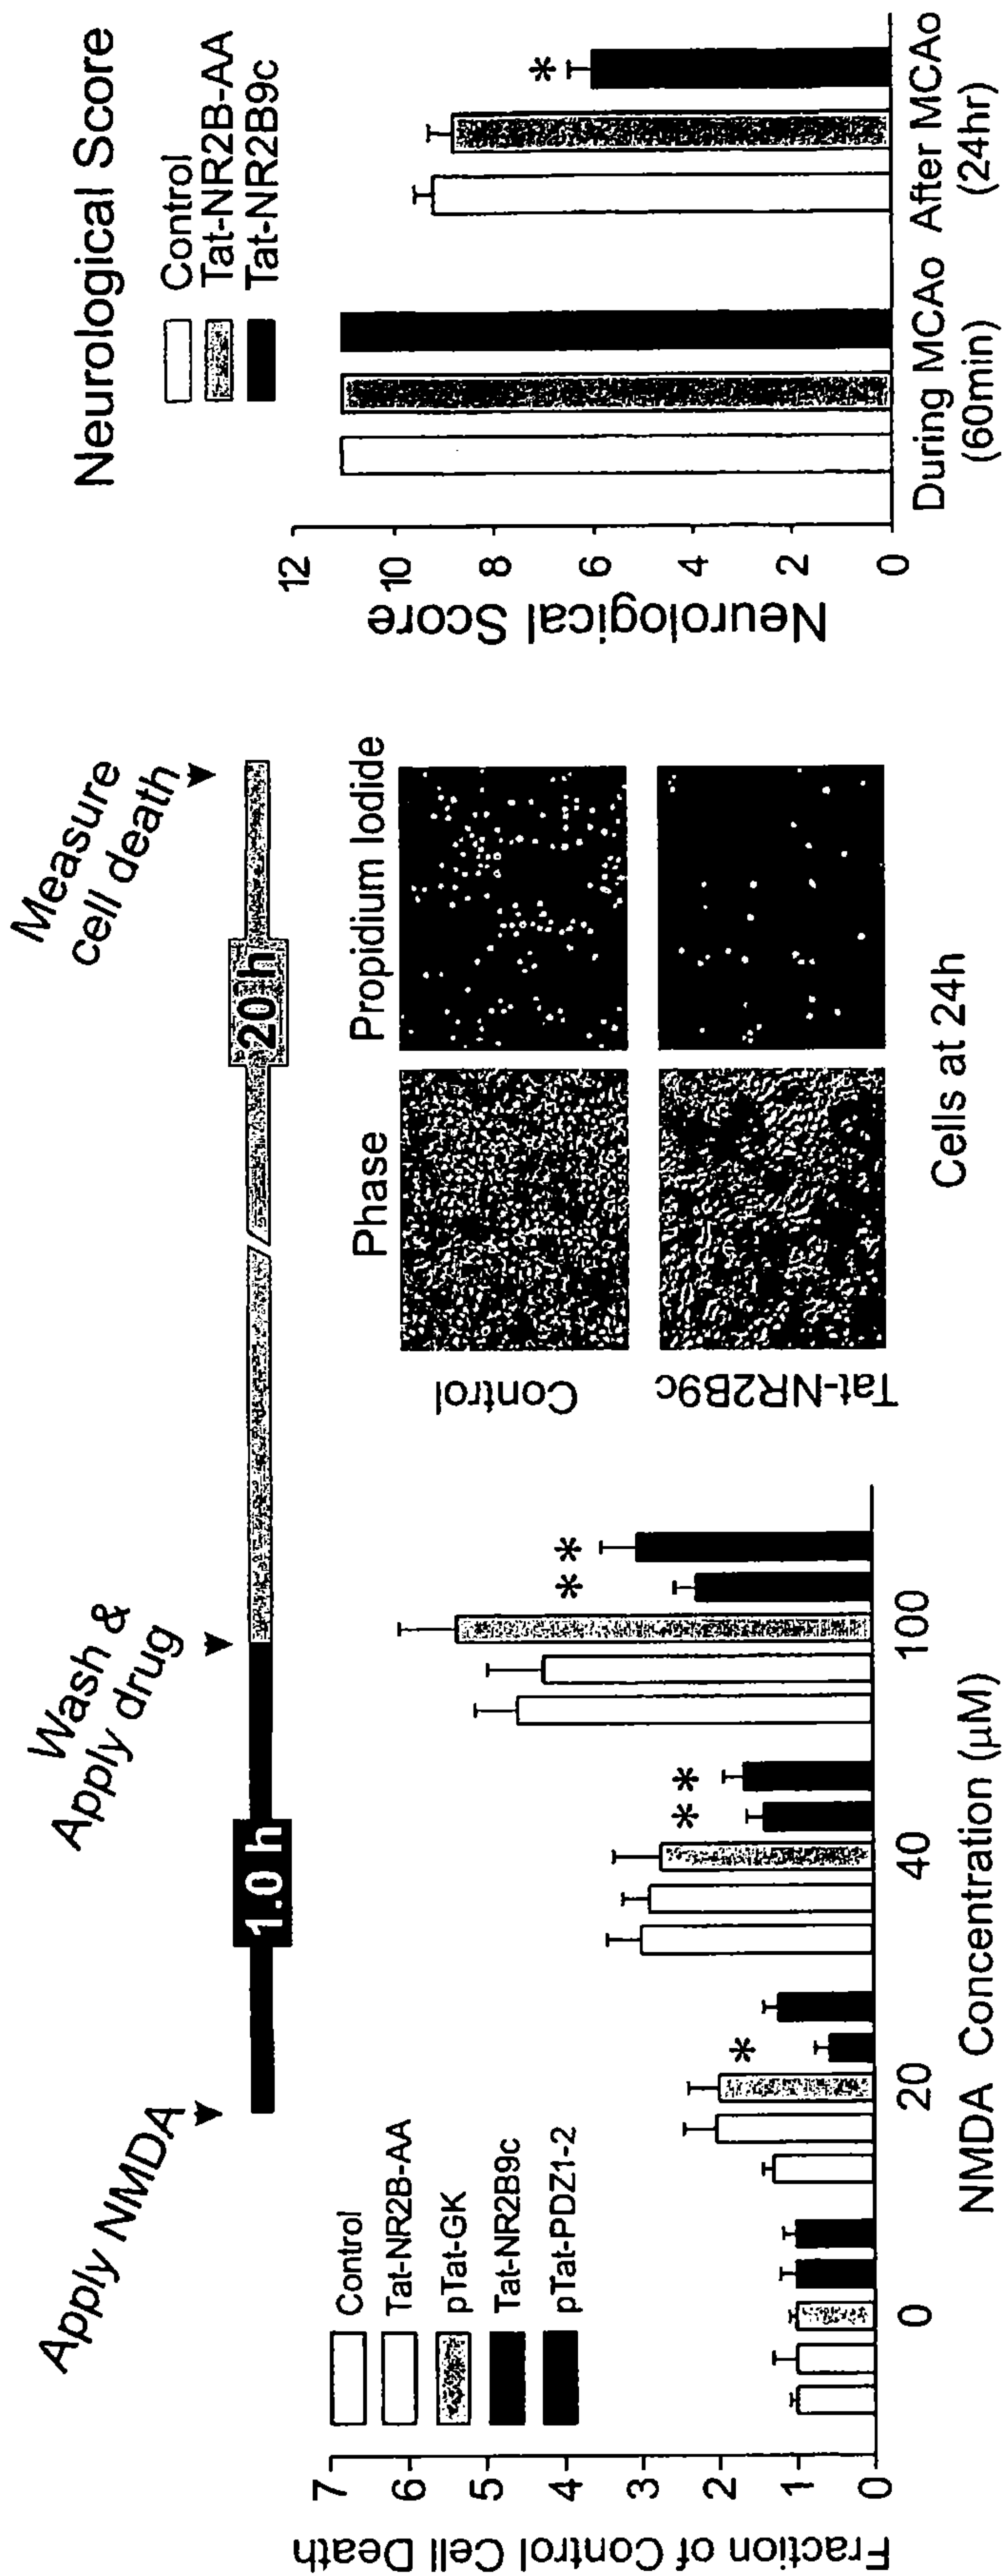 Apply NMDA
Wash &
Apply drug
Measure
cell death
1.0 h
20 h
Control
Tat-NR2B-AA
pTat-GK
Tat-NR2B9c
pTat-PDZ1-2
Fraction of Control Cell Death
7
6
5
4
3
2
1
0
*
* *
* *
0 20 40 100
NMDA Concentration (µM)
Phase Propidium Iodide
Control
Tat-NR2B9c
Cells at 24h
Neurological Score
Control
Tat-NR2B-AA
Tat-NR2B9c
Neurological Score
12
10
8
6
4
2
0
*
During MCAo After MCAo
(60min) (24hr)